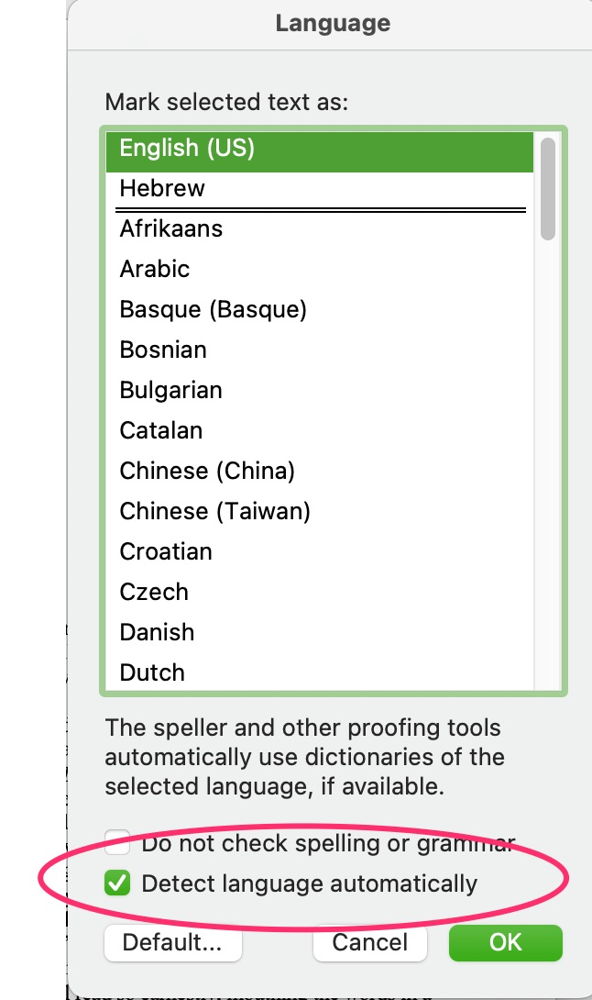 Language
Mark selected text as:
English (US)
Hebrew
Afrikaans
Arabic
Basque (Basque)
Bosnian
Bulgarian
Catalan
Chinese (China)
Chinese (Taiwan)
Croatian
Czech
Danish
Dutch
The speller and other proofing tools
automatically use dictionaries of the
selected language, if available.
Do not check spelling or grammar
Detect language automatically
Default...
Cancel
OK